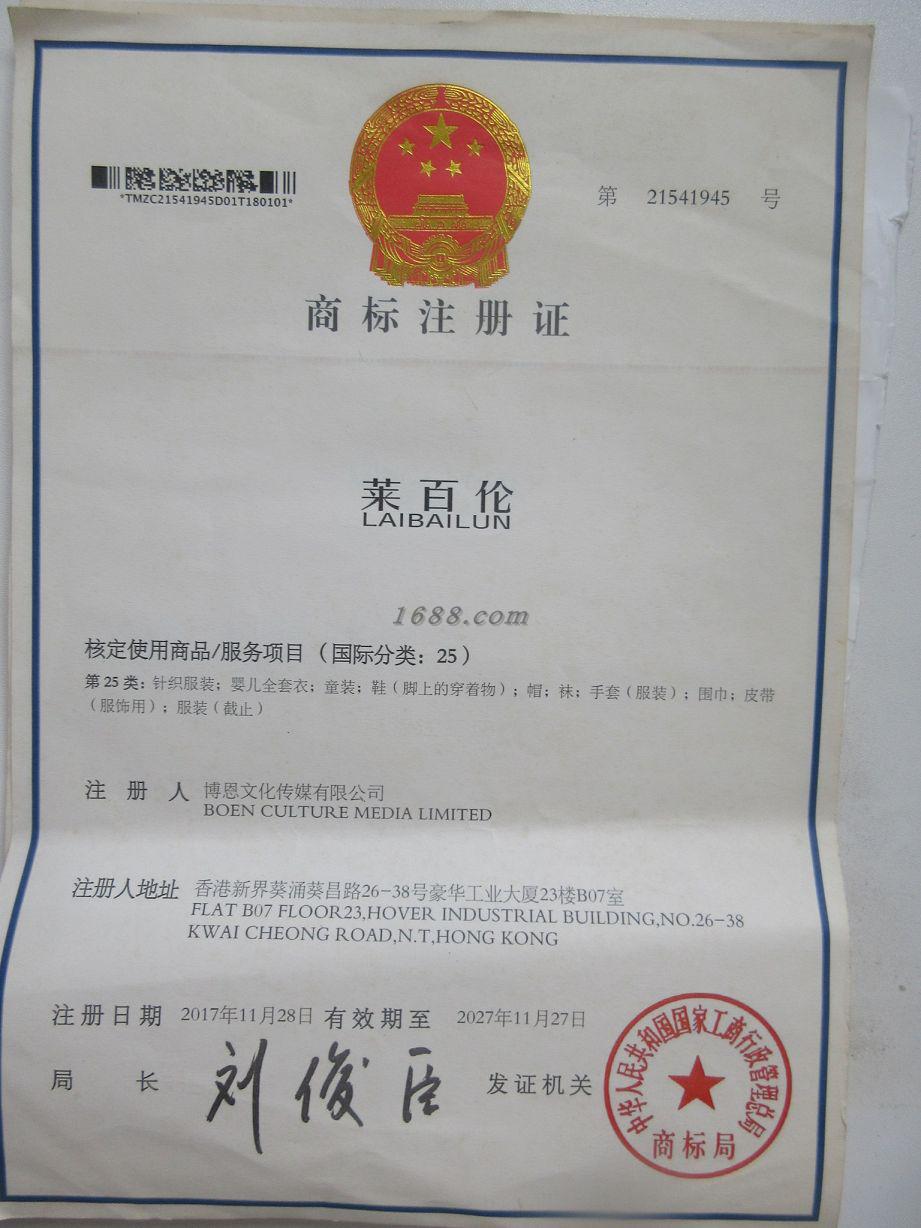 *TMZC21541945D01T180101*
第 21541945 号
商标注册证
莱百伦
LAIBAILUN
1688.com
核定使用商品/服务项目（国际分类：25）
第25类：针织服装；婴儿全套衣；童装；鞋（脚上的穿着物）；帽；袜；手套（服装）；围巾；皮带
（服饰用）；服装（截止）
注册人 博恩文化传媒有限公司
BOEN CULTURE MEDIA LIMITED
注册人地址 香港新界葵涌葵昌路26-38号豪华工业大厦23楼B07室
FLAT B07 FLOOR23,HOVER INDUSTRIAL BUILDING,NO.26-38
KWAI CHEONG ROAD,N.T,HONG KONG
注册日期 2017年11月28日 有效期至 2027年11月27日
局长 刘俊臣 发证机关
中华人民共和国国家工商行政管理总局
商标局